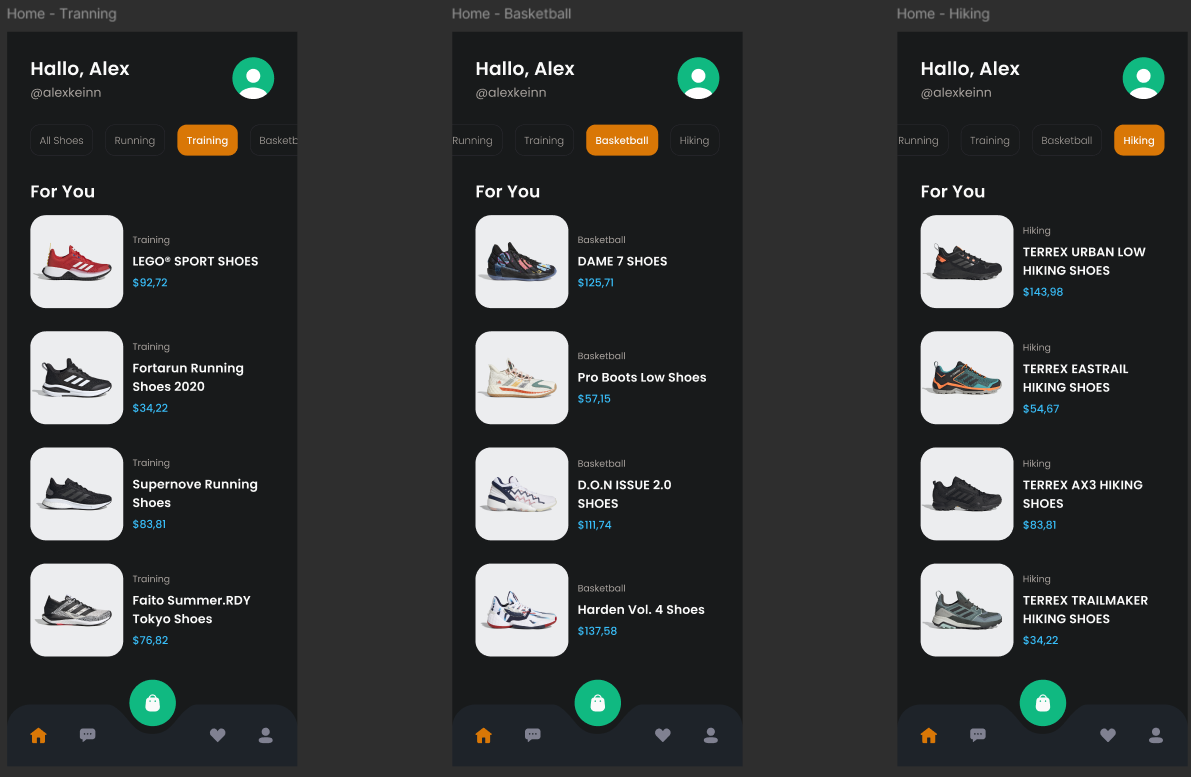 Home - Tranning
Hallo, Alex
@alexkeinn
All Shoes
Running
Training
Basketb
For You
Training
LEGO® SPORT SHOES
$92,72
Training
Fortarun Running
Shoes 2020
$34,22
Training
Supernove Running
Shoes
$83,81
Training
Faito Summer.RDY
Tokyo Shoes
$76,82
Home - Basketball
Hallo, Alex
@alexkeinn
Running
Training
Basketball
Hiking
For You
Basketball
DAME 7 SHOES
$125,71
Basketball
Pro Boots Low Shoes
$57,15
Basketball
D.O.N ISSUE 2.0
SHOES
$111,74
Basketball
Harden Vol. 4 Shoes
$137,58
Home - Hiking
Hallo, Alex
@alexkeinn
Running
Training
Basketball
Hiking
For You
Hiking
TERREX URBAN LOW
HIKING SHOES
$143,98
Hiking
TERREX EASTRAIL
HIKING SHOES
$54,67
Hiking
TERREX AX3 HIKING
SHOES
$83,81
Hiking
TERREX TRAILMAKER
HIKING SHOES
$34,22